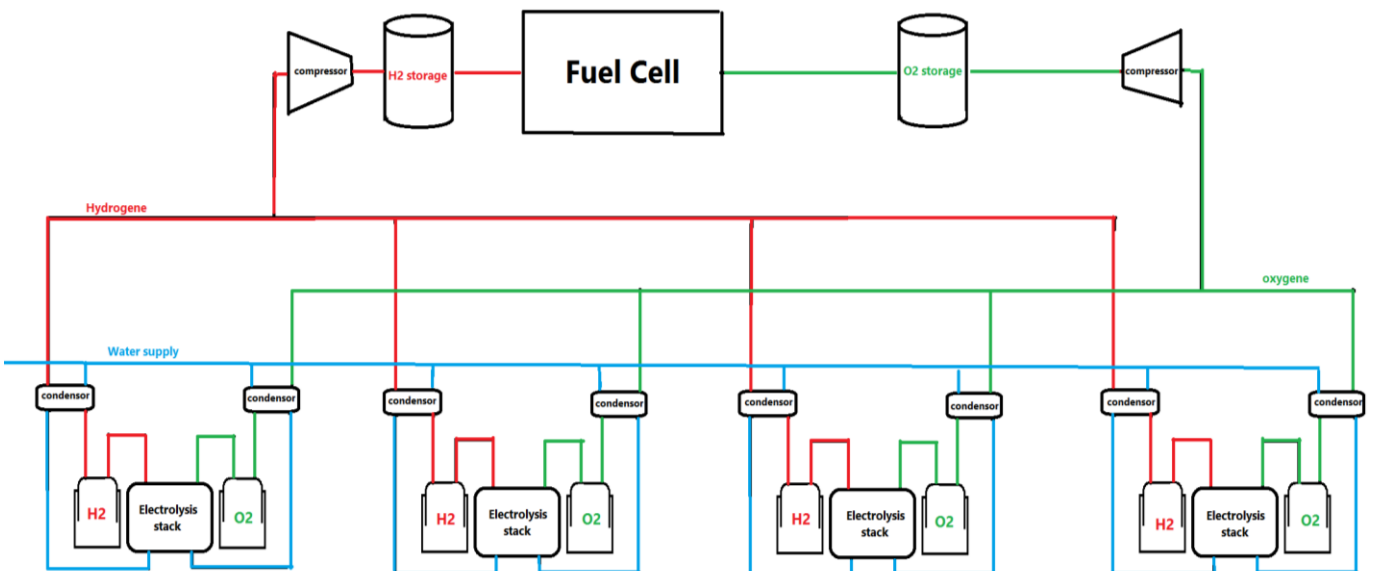 compressor
H2 storage
Fuel Cell
O2 storage
compressor
Hydrogene
oxygene
Water supply
condensor
condensor
condensor
condensor
condensor
condensor
condensor
condensor
H2
Electrolysis
stack
O2
H2
Electrolysis
stack
O2
H2
Electrolysis
stack
O2
H2
Electrolysis
stack
O2